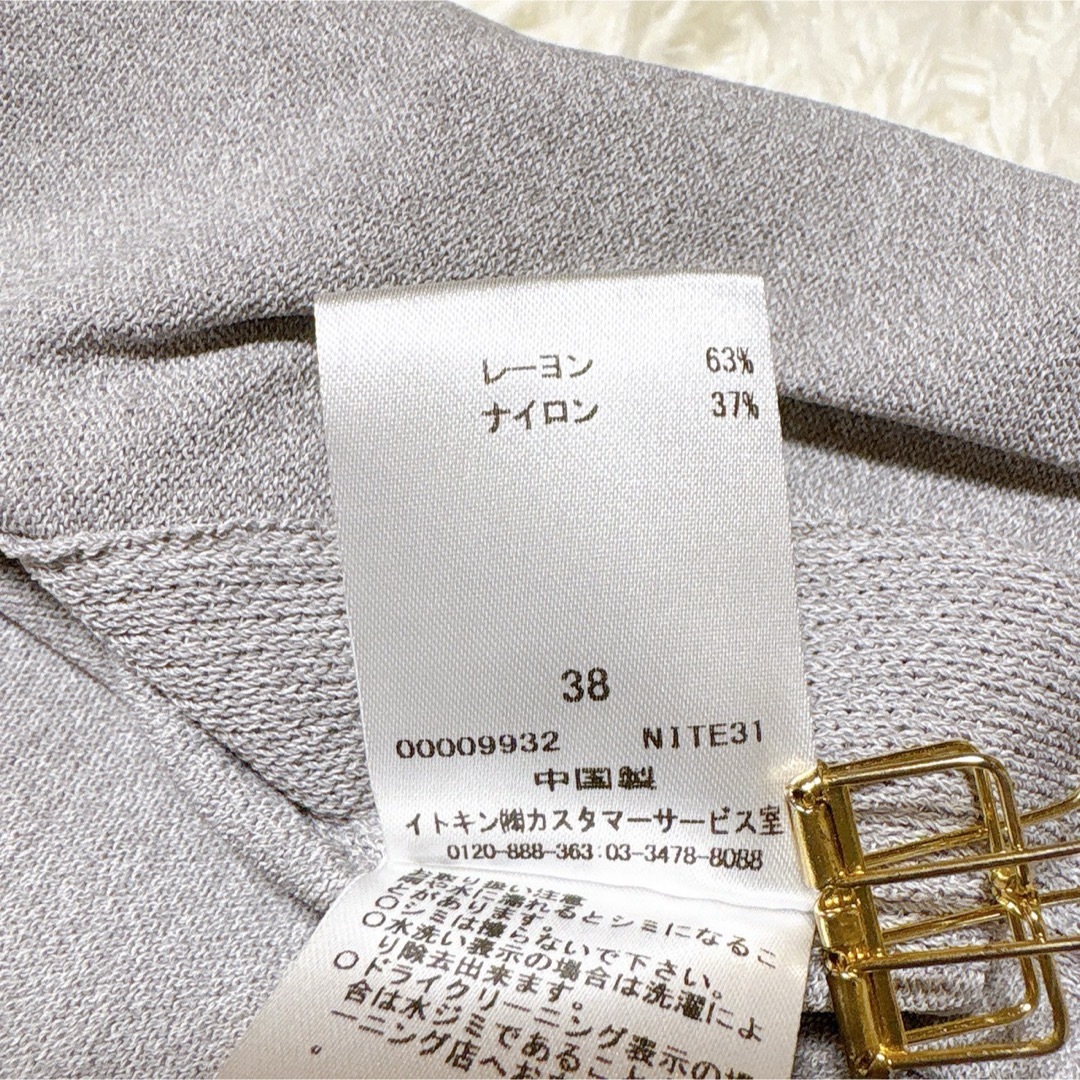 レーヨン 63%
ナイロン 37%
38
00009932 NITE31
中国製
イトキン㈱カスタマーサービス室
0120-888-363 03-3478-8088
取扱い注意
○汗や水に濡れるとシミになるこ
とがあります。
○シミは擦らないで下さい。
○水洗い表示の場合は洗濯によ
り除去出来ます。
○ドライクリーニング表示の場
合は水ジミであること
ーニング店へお